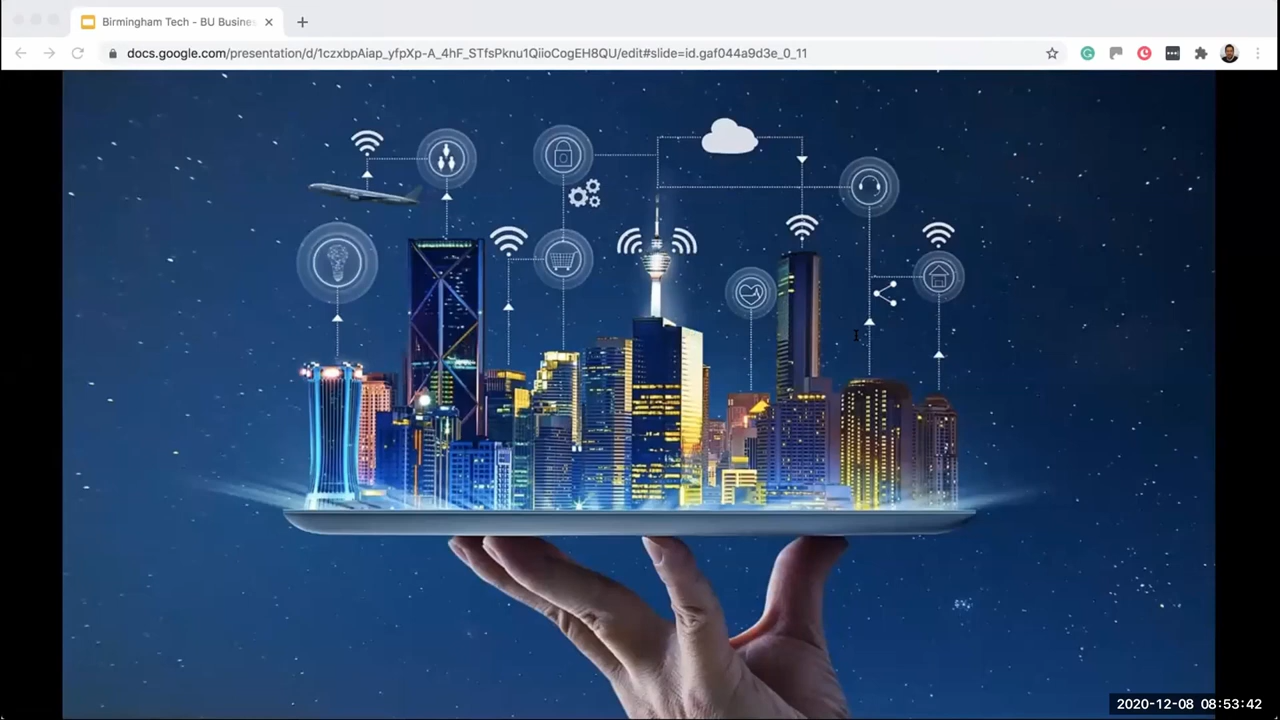 Birmingham Tech - BU Busine
docs.google.com/presentation/d/1czxbpAiap_yfpXp-A_4hF_STfsPknu1QiioCogEH8QU/edit#slide=id.gaf044a9d3e_0_11
2020-12-08 08:53:42